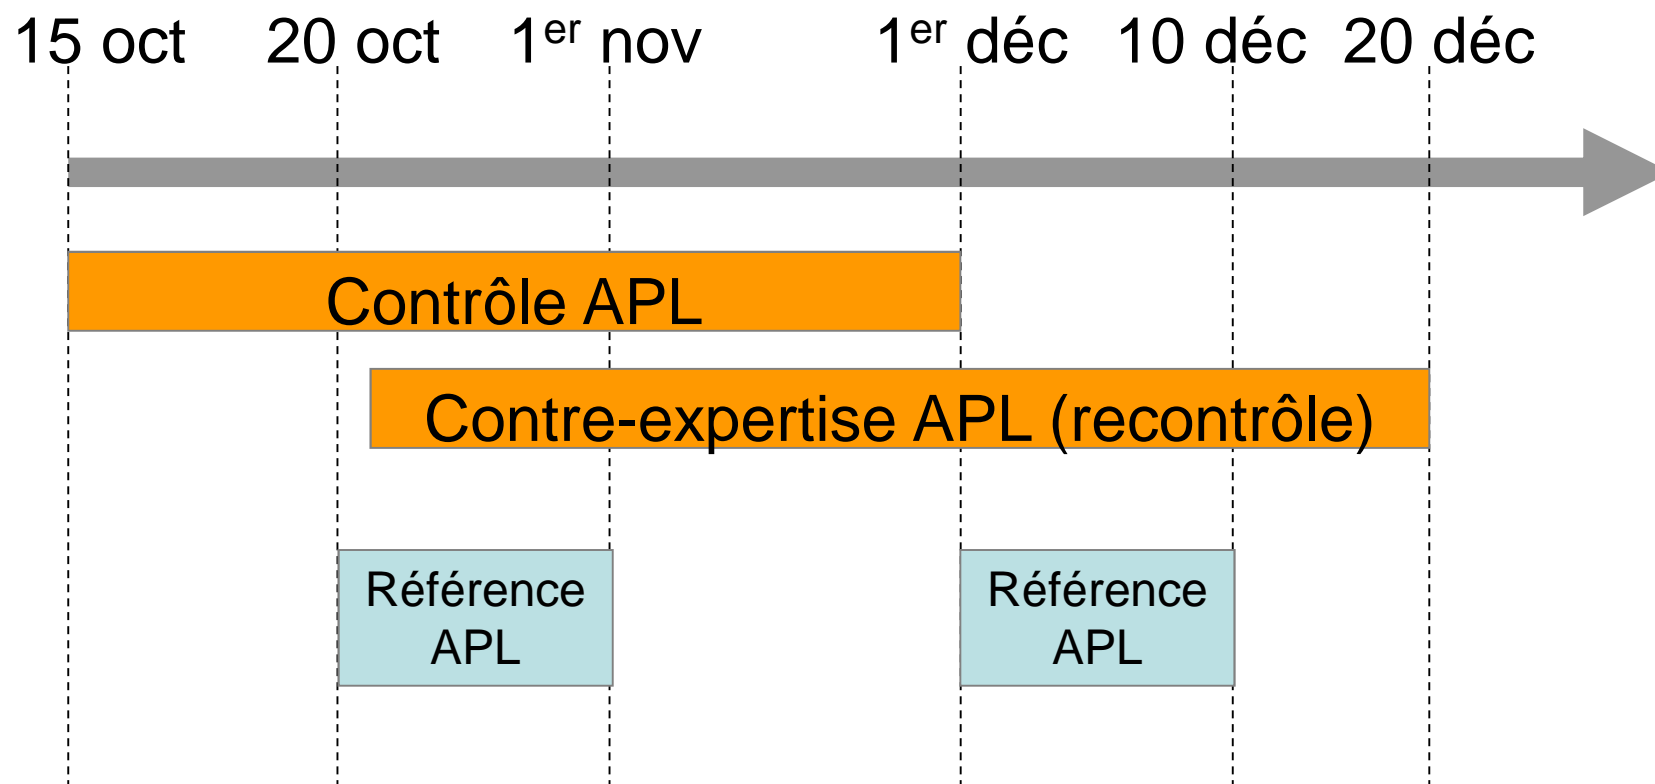 15 oct 20 oct 1er nov 1er déc 10 déc 20 déc
Contrôle APL
Contre-expertise APL (recontrôle)
Référence
APL
Référence
APL